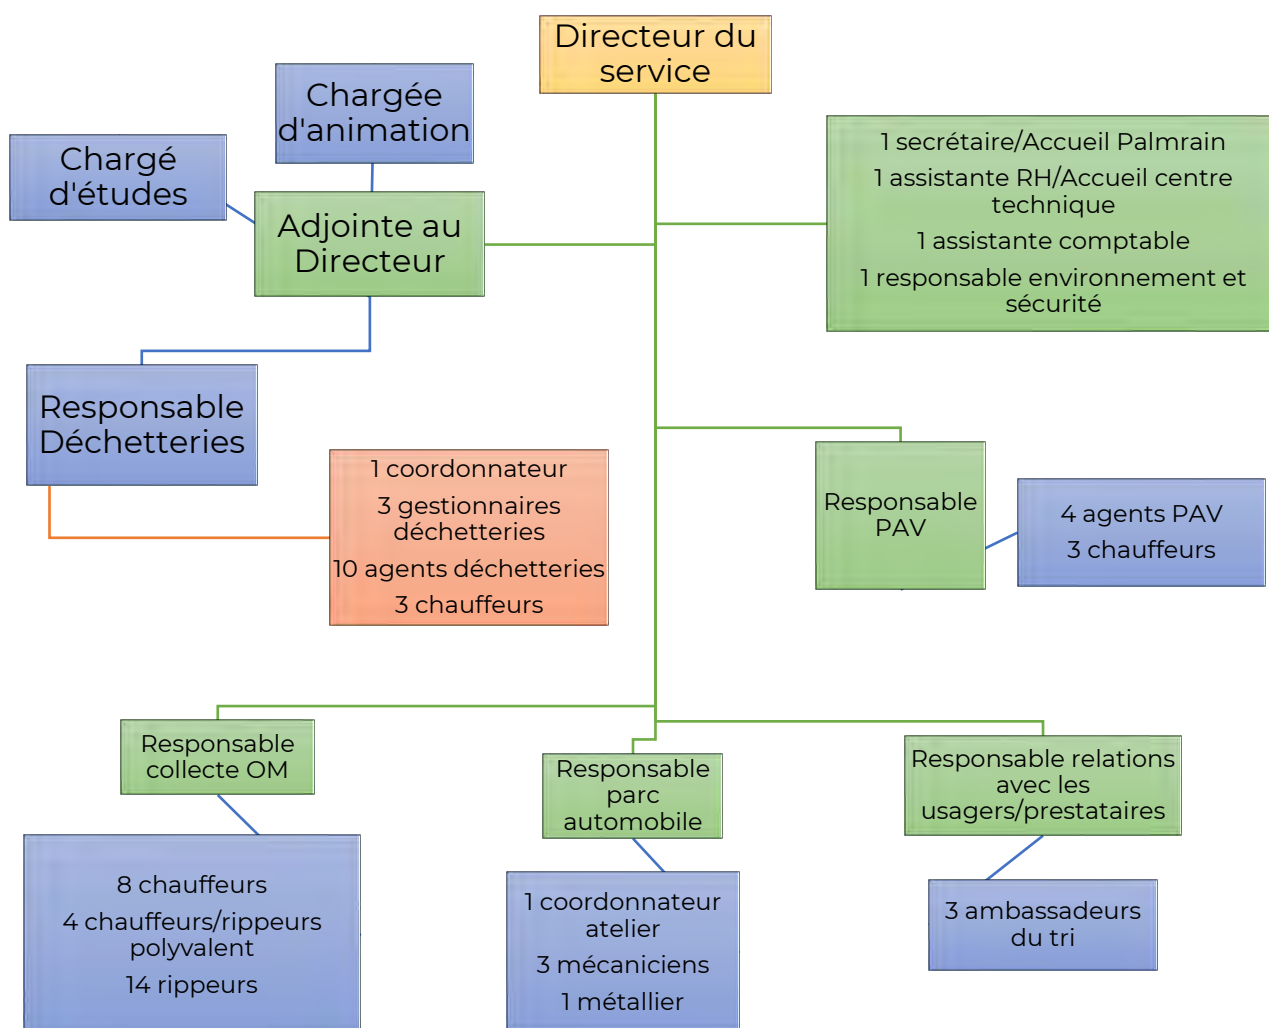 Directeur du
service
Chargée
d'animation
Chargé
d'études
Adjointe au
Directeur
1 secrétaire/Accueil Palmrain
1 assistante RH/Accueil centre
technique
1 assistante comptable
1 responsable environnement et
sécurité
Responsable
Déchetteries
1 coordonnateur
3 gestionnaires
déchetteries
10 agents déchetteries
3 chauffeurs
Responsable
PAV
4 agents PAV
3 chauffeurs
Responsable
collecte OM
8 chauffeurs
4 chauffeurs/rippeurs
polyvalent
14 rippeurs
Responsable
parc
automobile
1 coordonnateur
atelier
3 mécaniciens
1 métallier
Responsable relations
avec les
usagers/prestataires
3 ambassadeurs
du tri